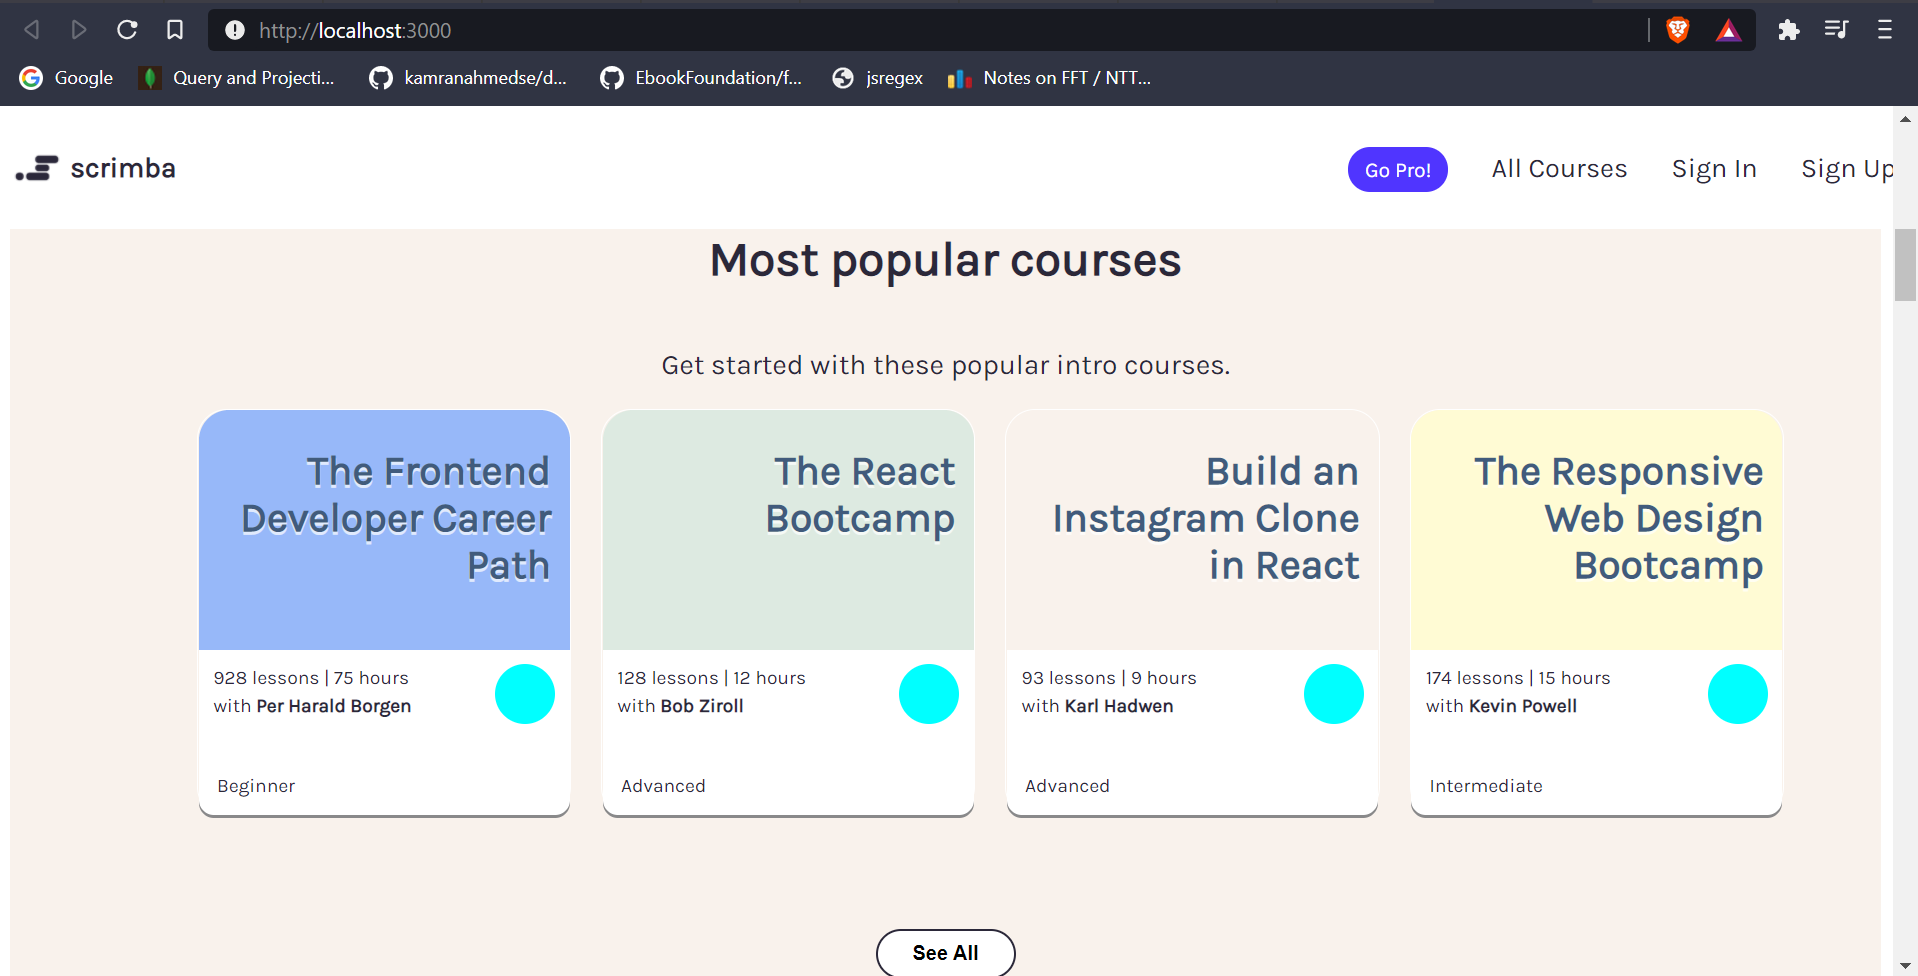 http://localhost:3000
Google
Query and Projecti...
kamranahmedse/d...
EbookFoundation/f...
jsregex
Notes on FFT / NTT...
scrimba
Go Pro!
All Courses
Sign In
Sign Up
Most popular courses
Get started with these popular intro courses.
The Frontend
Developer Career
Path
928 lessons | 75 hours
with Per Harald Borgen
Beginner
The React
Bootcamp
128 lessons | 12 hours
with Bob Ziroll
Advanced
Build an
Instagram Clone
in React
93 lessons | 9 hours
with Karl Hadwen
Advanced
The Responsive
Web Design
Bootcamp
174 lessons | 15 hours
with Kevin Powell
Intermediate
See All